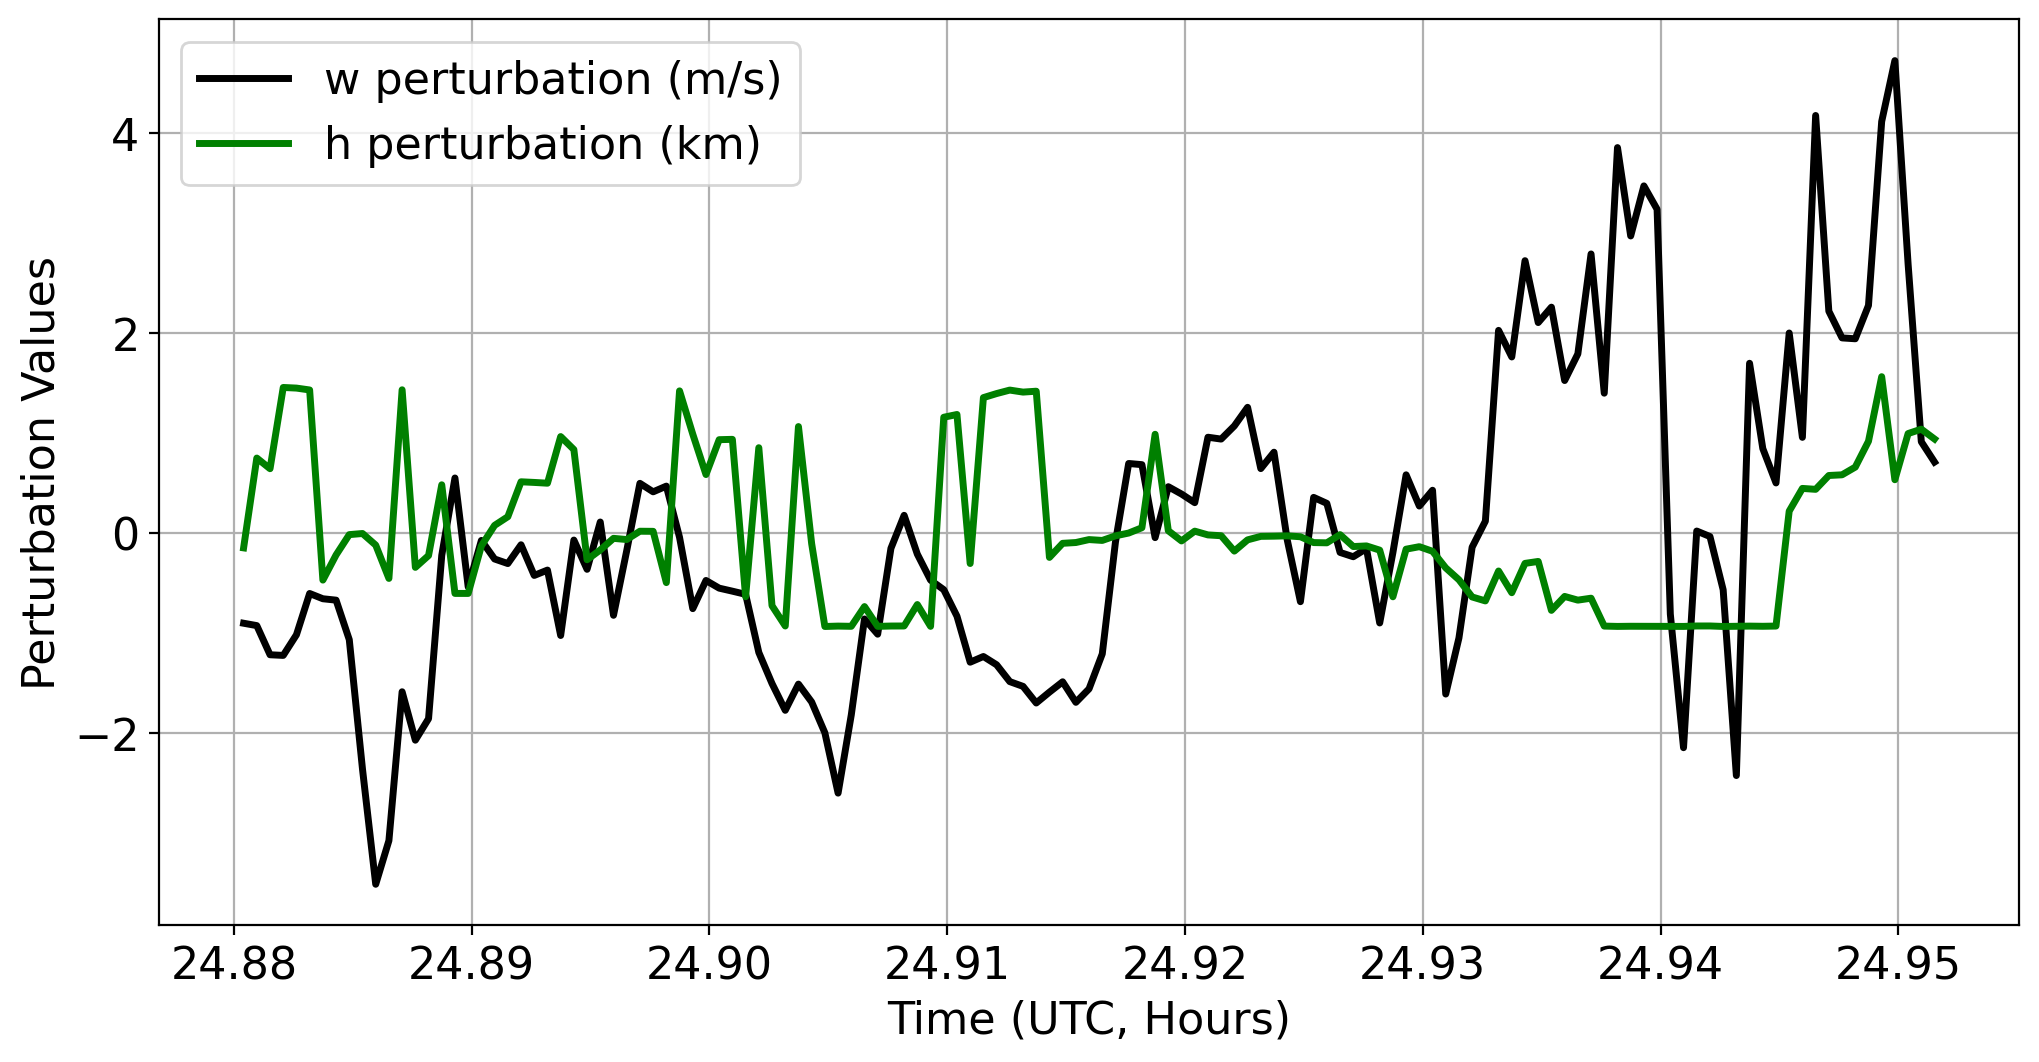 w perturbation (m/s)
h perturbation (km)
Perturbation Values
4
2
0
−2
24.88 24.89 24.90 24.91 24.92 24.93 24.94 24.95
Time (UTC, Hours)